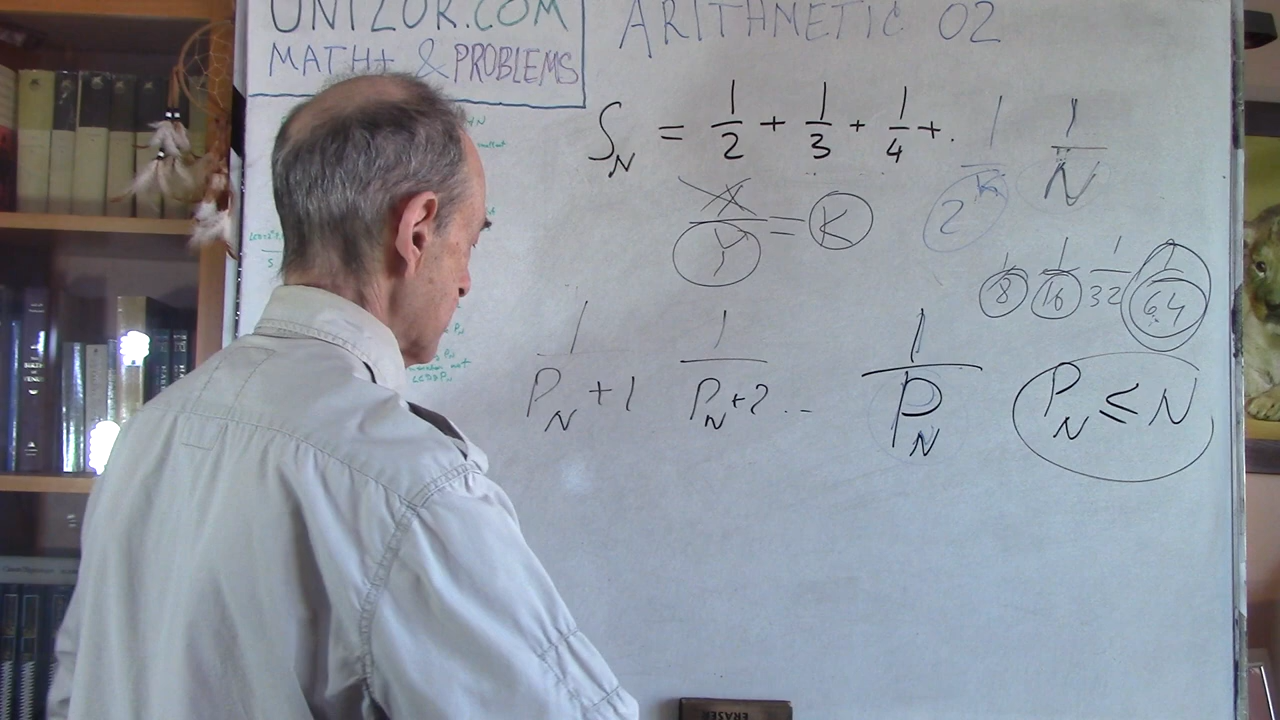 UNIZOR.COM
MATH+ & PROBLEMS
ARITHMETIC 02
S_N = 1/2 + 1/3 + 1/4 + . 1/2^K 1/N
X/Y = K
1/8 1/16 1/32 1/64
1/(P_N+1) 1/(P_N+2) ... 1/P_N P_N ≤ N
ERASER